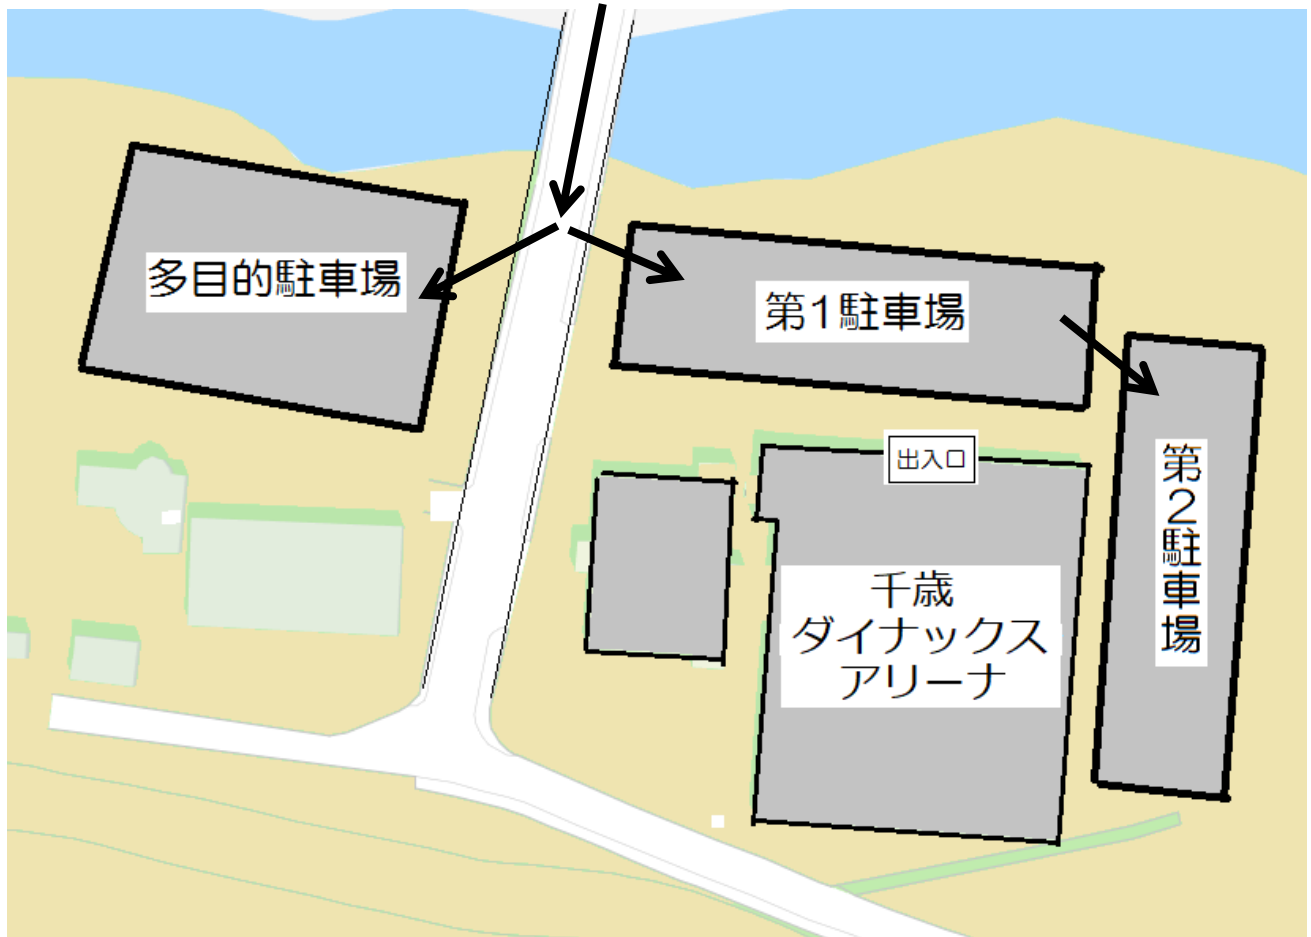 多目的駐車場
第1駐車場
出入口
第2駐車場
千歳
ダイナックス
アリーナ